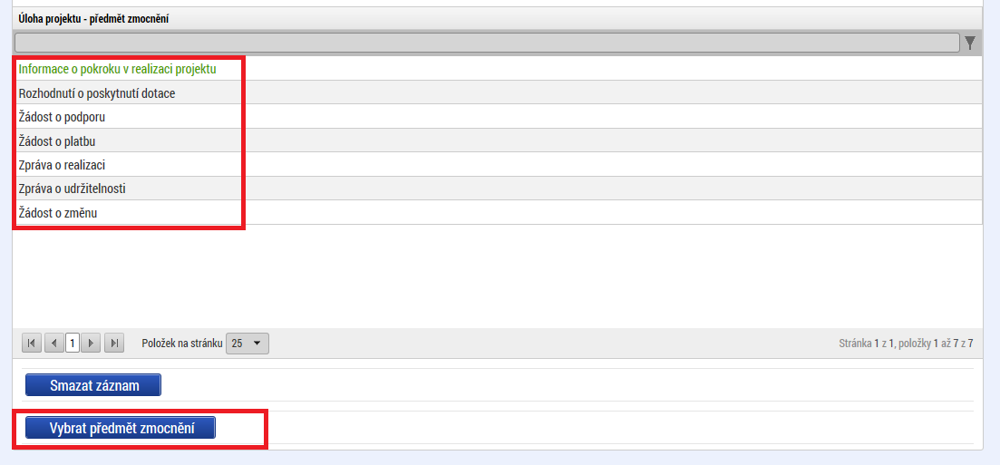 Úloha projektu - předmět zmocnění
Informace o pokroku v realizaci projektu
Rozhodnutí o poskytnutí dotace
Žádost o podporu
Žádost o platbu
Zpráva o realizaci
Zpráva o udržitelnosti
Žádost o změnu
1 Položek na stránku 25 Stránka 1 z 1, položky 1 až 7 z 7
Smazat záznam
Vybrat předmět zmocnění